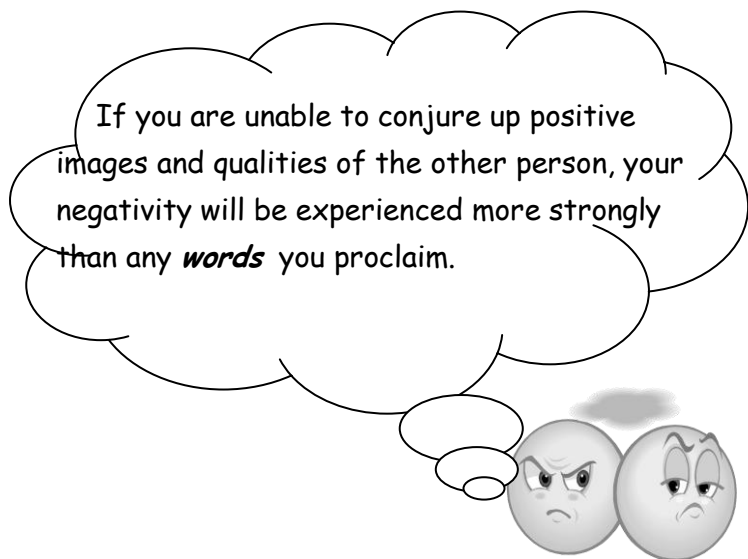 If you are unable to conjure up positive
images and qualities of the other person, your
negativity will be experienced more strongly
than any words you proclaim.